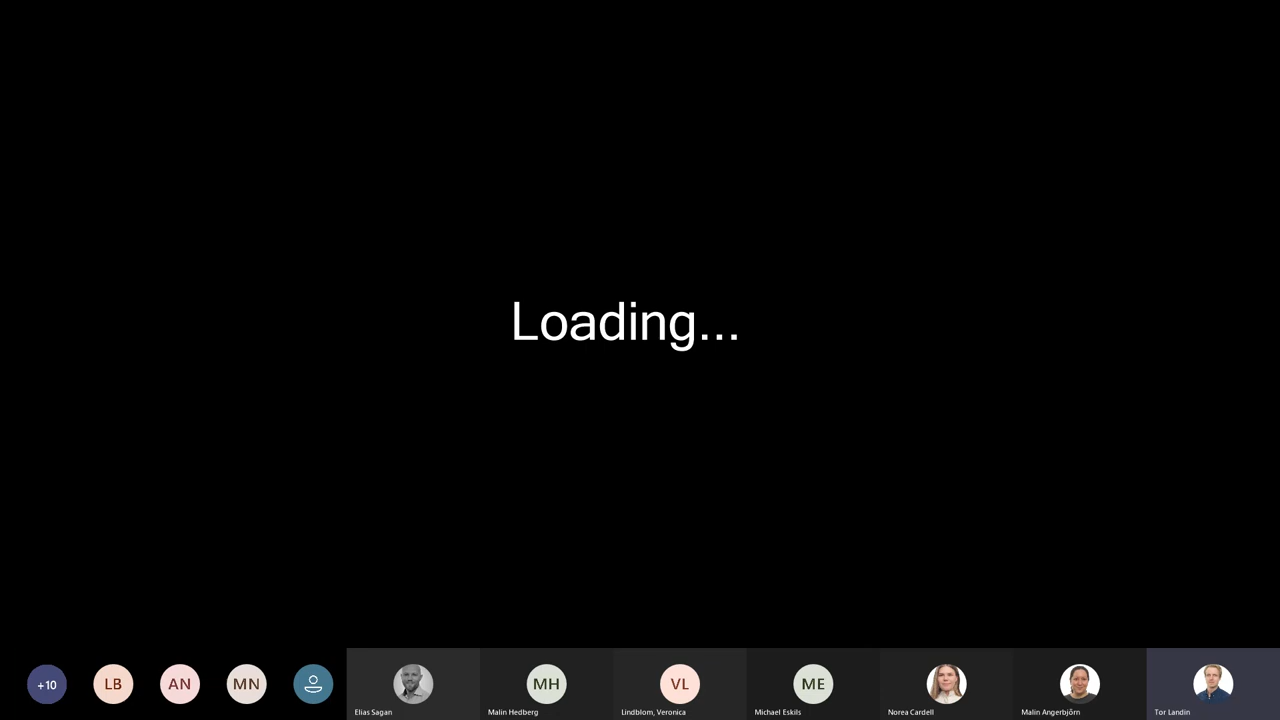 Loading...
+10
LB
AN
MN
MH
VL
ME
Elias Sagan
Malin Hedberg
Lindblom, Veronica
Michael Eskils
Norea Cardell
Malin Angerbjörn
Tor Landin